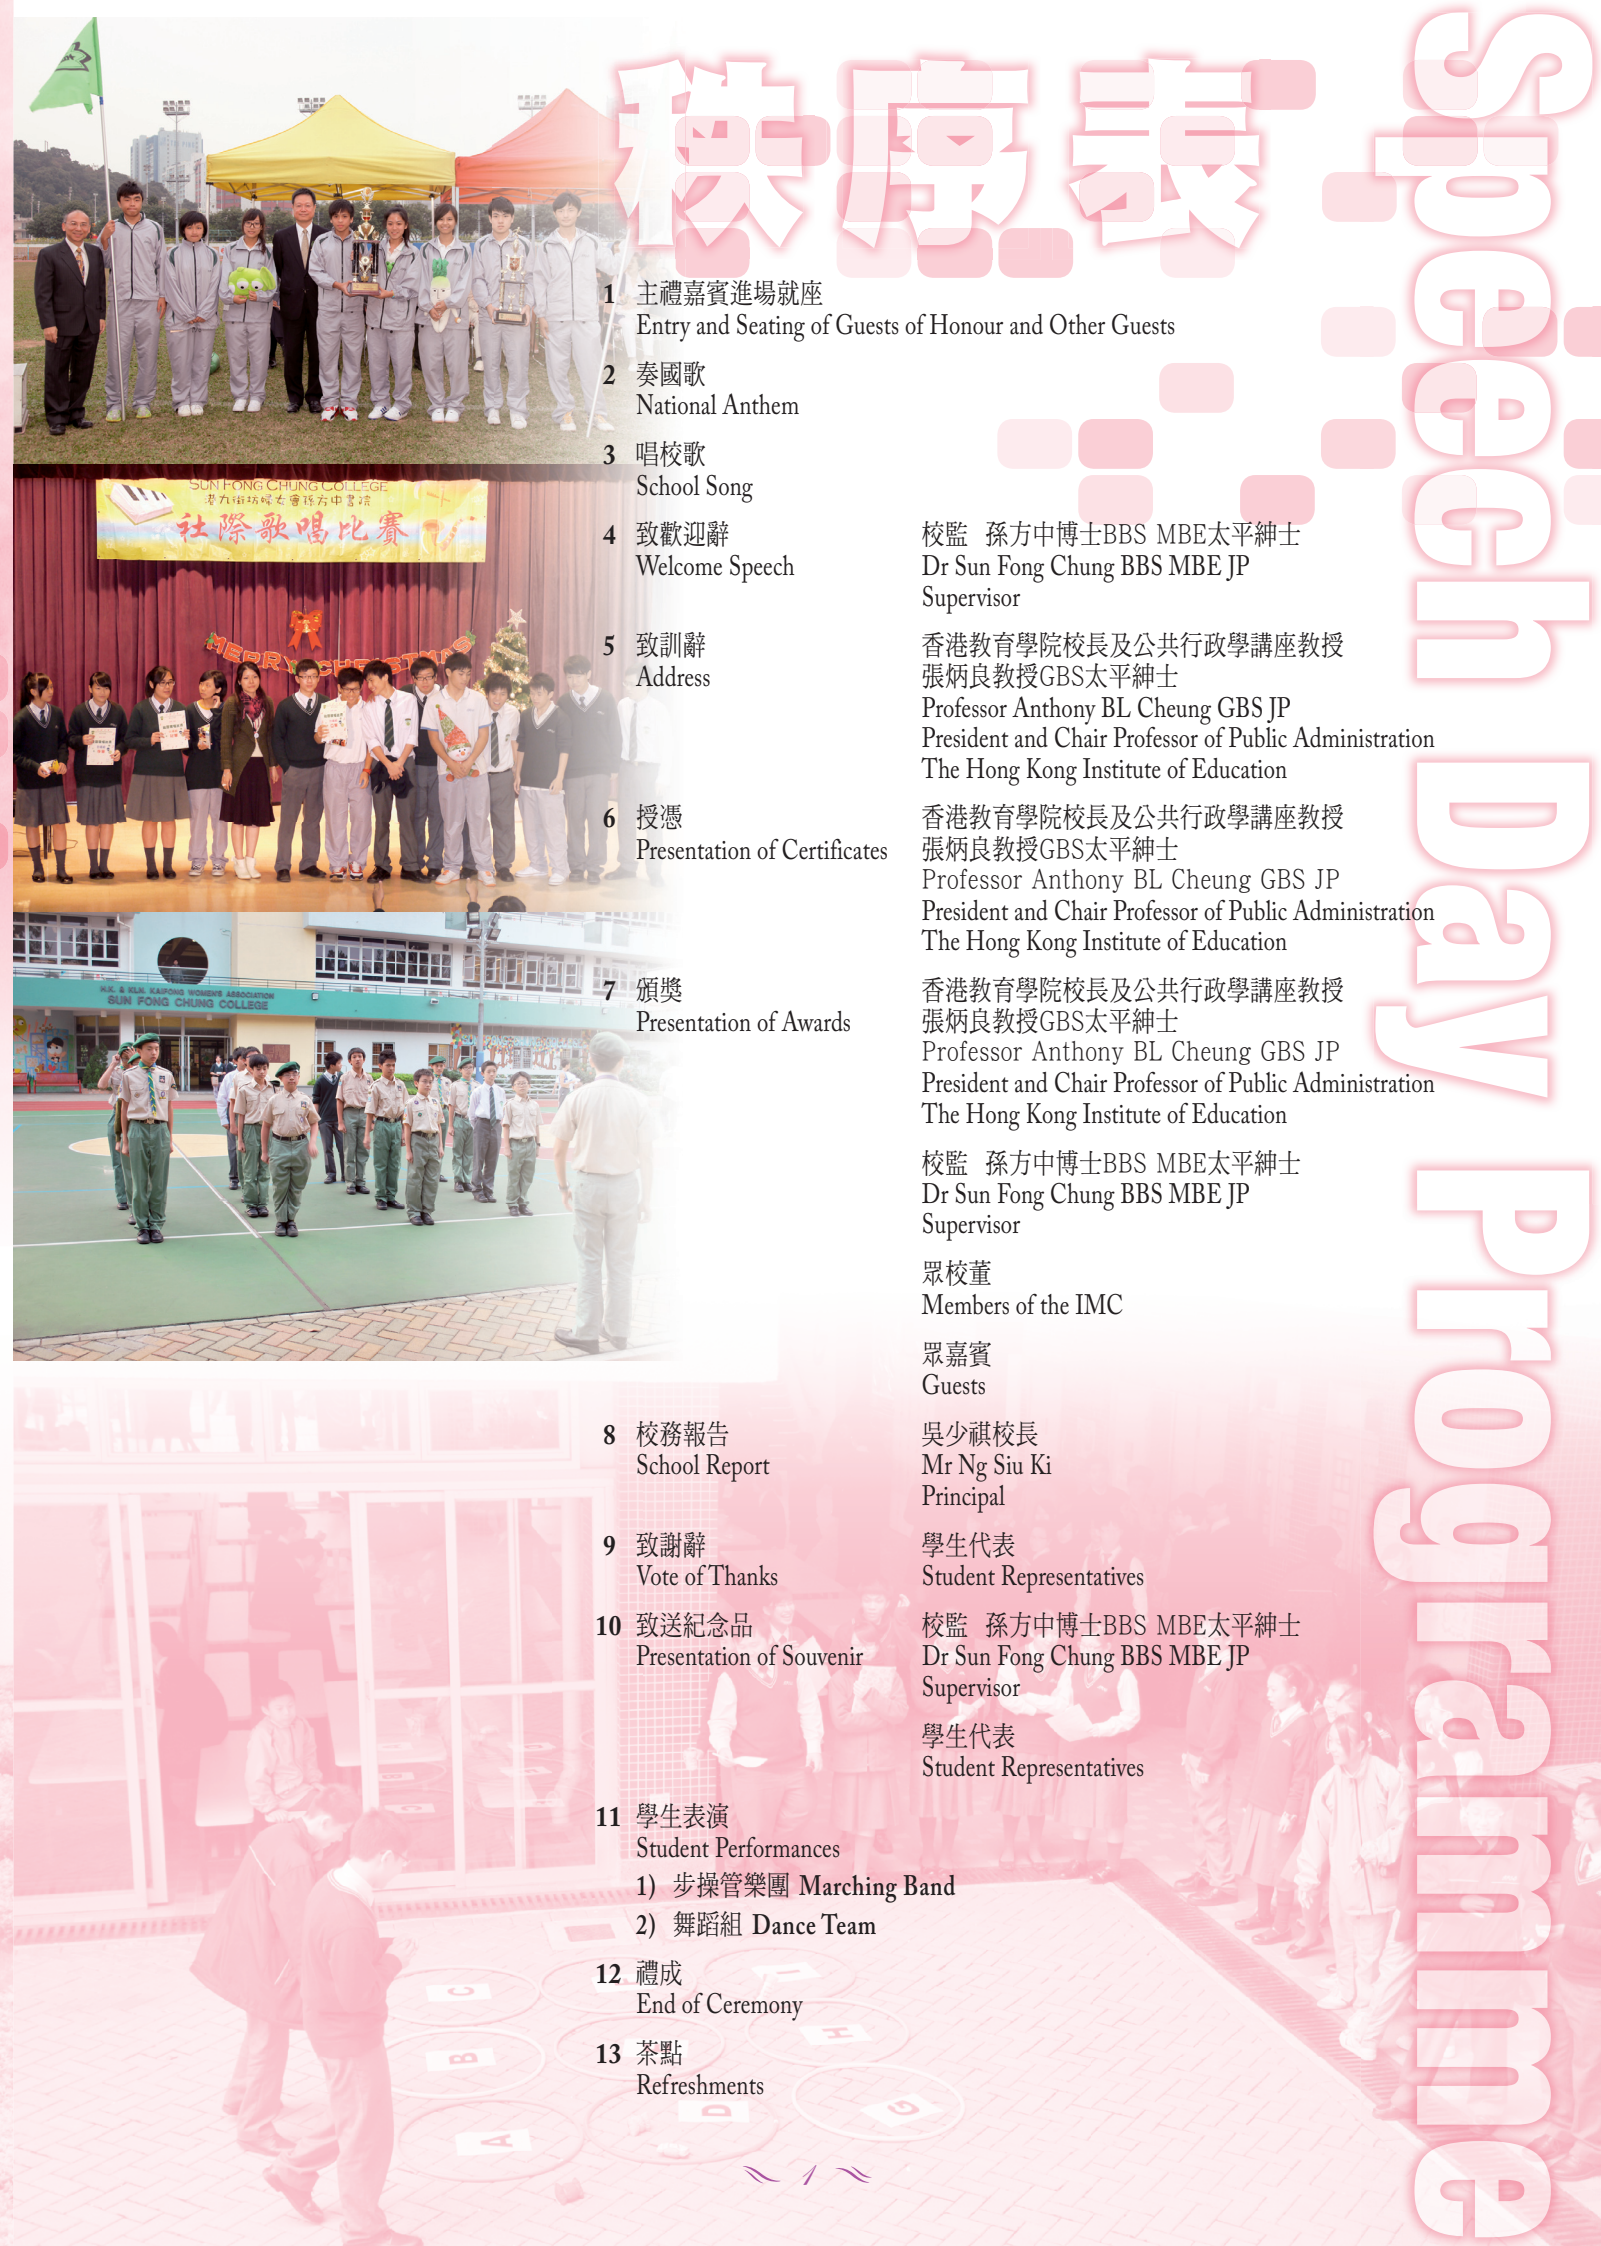 秩序表
Speech Day Programme
SUN FONG CHUNG COLLEGE
港九街坊婦女會孫方中書院
社際歌唱比賽
MERRY CHRISTMAS
H.K. & KLN. KAIFONG WOMEN'S ASSOCIATION
SUN FONG CHUNG COLLEGE
1 主禮嘉賓進場就座
Entry and Seating of Guests of Honour and Other Guests
2 奏國歌
National Anthem
3 唱校歌
School Song
4 致歡迎辭
Welcome Speech
校監 孫方中博士BBS MBE太平紳士
Dr Sun Fong Chung BBS MBE JP
Supervisor
5 致訓辭
Address
香港教育學院校長及公共行政學講座教授
張炳良教授GBS太平紳士
Professor Anthony BL Cheung GBS JP
President and Chair Professor of Public Administration
The Hong Kong Institute of Education
6 授憑
Presentation of Certificates
香港教育學院校長及公共行政學講座教授
張炳良教授GBS太平紳士
Professor Anthony BL Cheung GBS JP
President and Chair Professor of Public Administration
The Hong Kong Institute of Education
7 頒獎
Presentation of Awards
香港教育學院校長及公共行政學講座教授
張炳良教授GBS太平紳士
Professor Anthony BL Cheung GBS JP
President and Chair Professor of Public Administration
The Hong Kong Institute of Education
校監 孫方中博士BBS MBE太平紳士
Dr Sun Fong Chung BBS MBE JP
Supervisor
眾校董
Members of the IMC
眾嘉賓
Guests
8 校務報告
School Report
吳少祺校長
Mr Ng Siu Ki
Principal
9 致謝辭
Vote of Thanks
學生代表
Student Representatives
10 致送紀念品
Presentation of Souvenir
校監 孫方中博士BBS MBE太平紳士
Dr Sun Fong Chung BBS MBE JP
Supervisor
學生代表
Student Representatives
11 學生表演
Student Performances
1) 步操管樂團 Marching Band
2) 舞蹈組 Dance Team
12 禮成
End of Ceremony
13 茶點
Refreshments
C
I
B
H
A
D
G
1